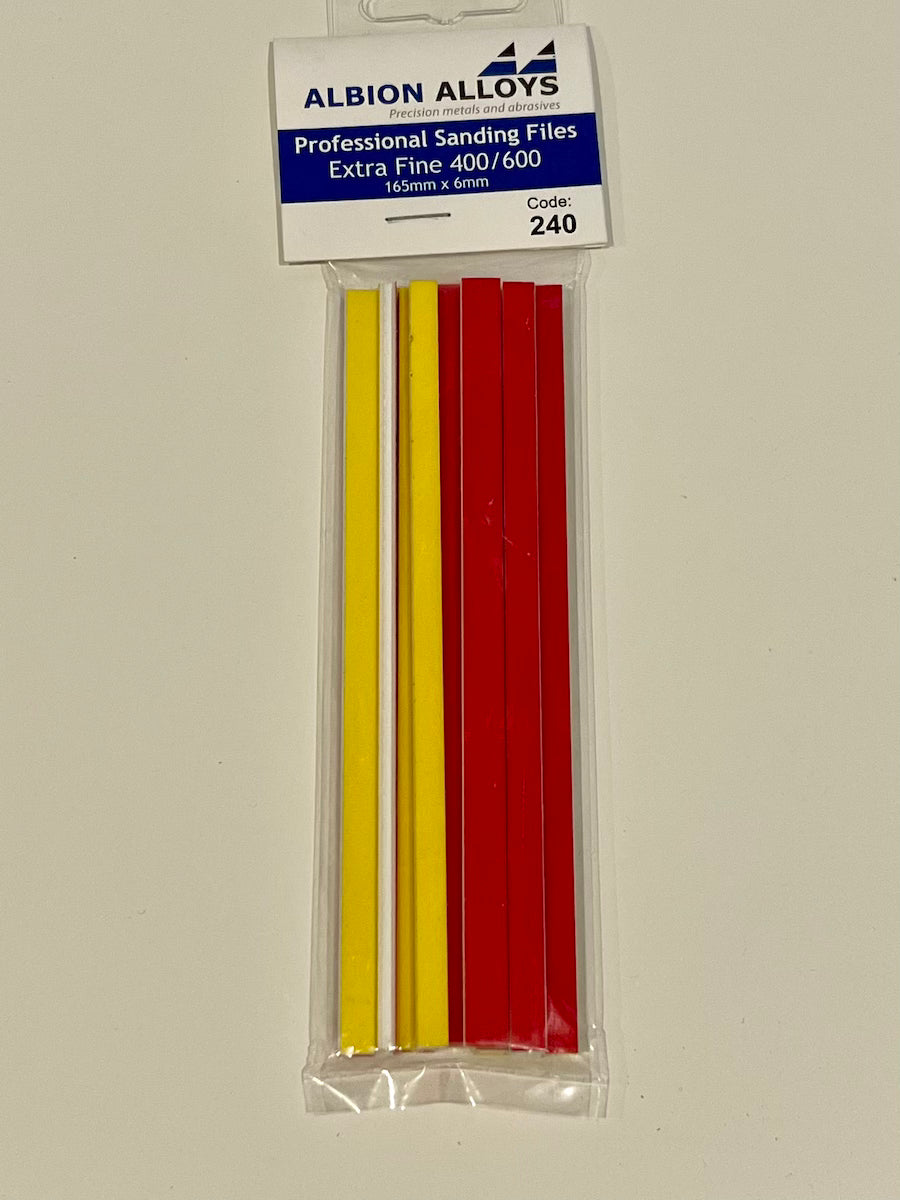 ALBION ALLOYS
Precision metals and abrasives
Professional Sanding Files
Extra Fine 400/600
165mm x 6mm
Code:
240